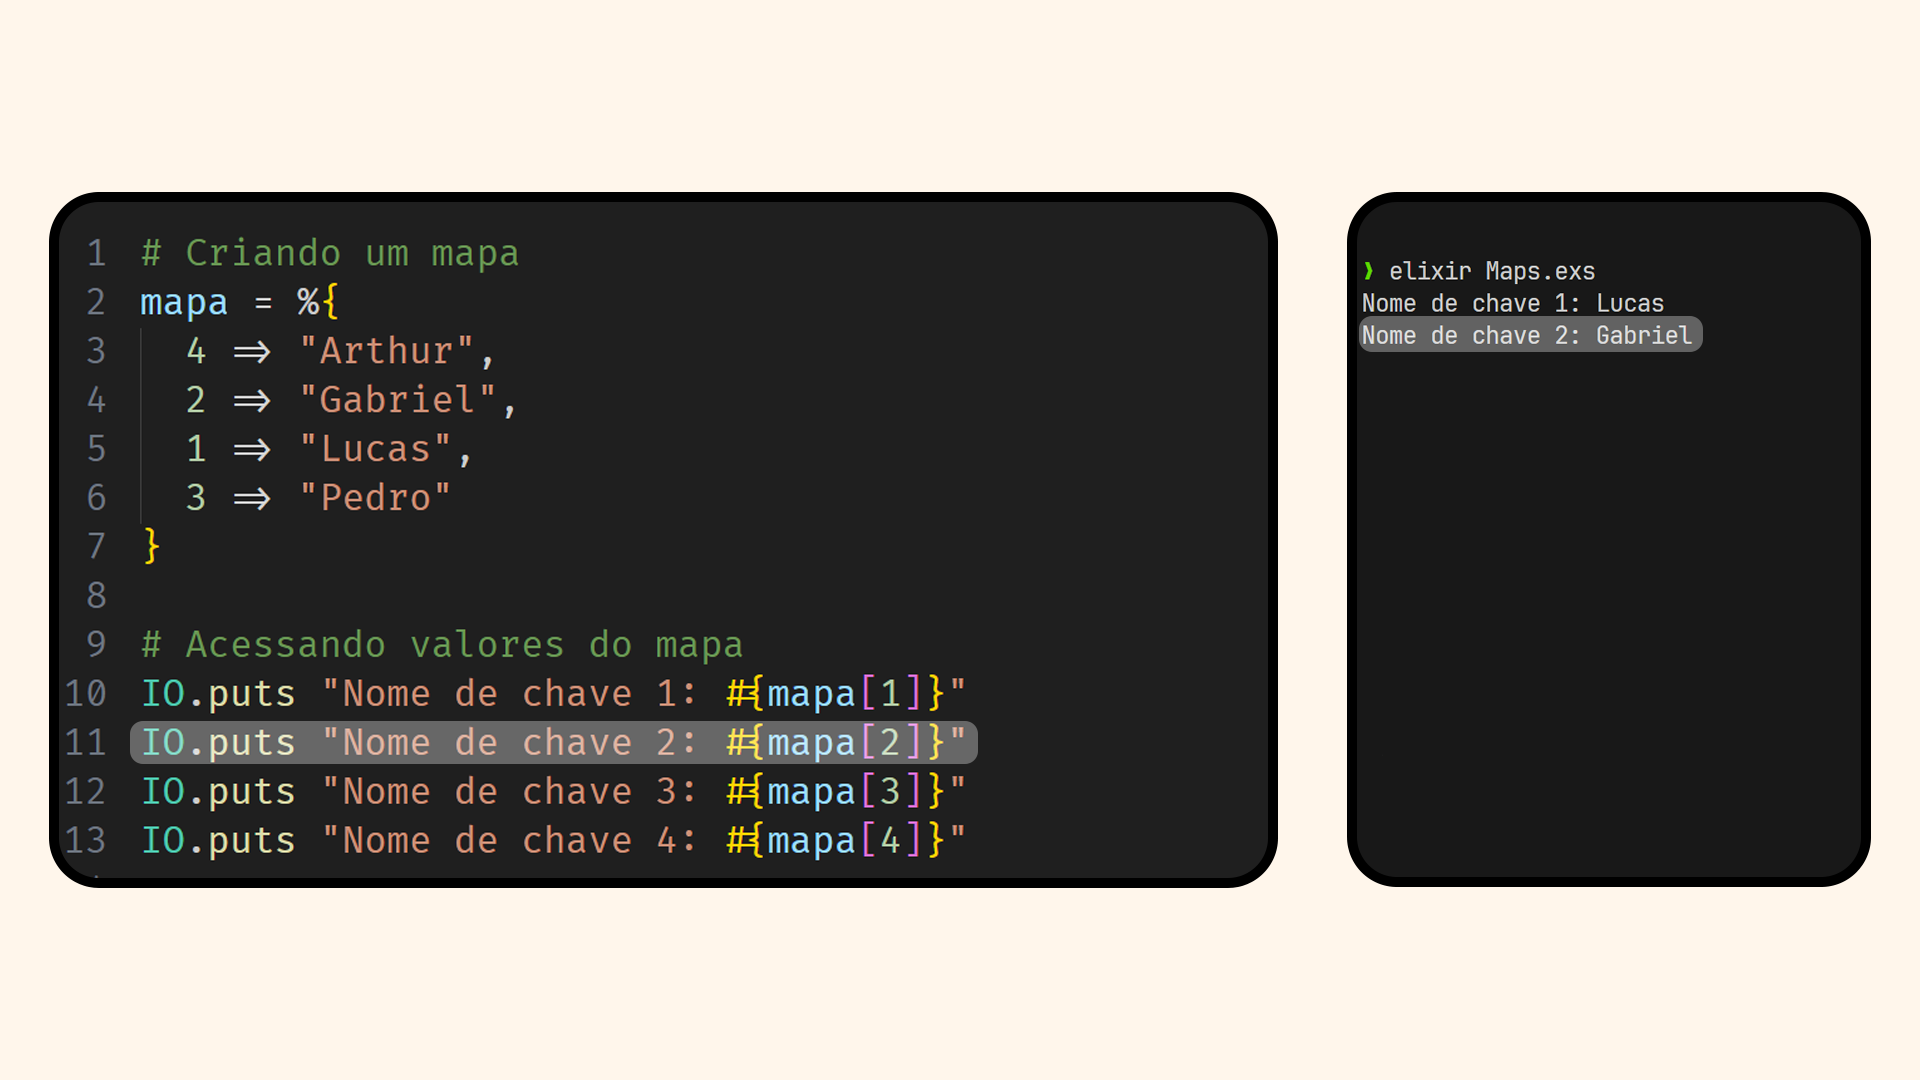 1 # Criando um mapa
2 mapa = %{
3 4 => "Arthur",
4 2 => "Gabriel",
5 1 => "Lucas",
6 3 => "Pedro"
7 }
8
9 # Acessando valores do mapa
10 IO.puts "Nome de chave 1: #{mapa[1]}"
11 IO.puts "Nome de chave 2: #{mapa[2]}"
12 IO.puts "Nome de chave 3: #{mapa[3]}"
13 IO.puts "Nome de chave 4: #{mapa[4]}"
❯ elixir Maps.exs
Nome de chave 1: Lucas
Nome de chave 2: Gabriel